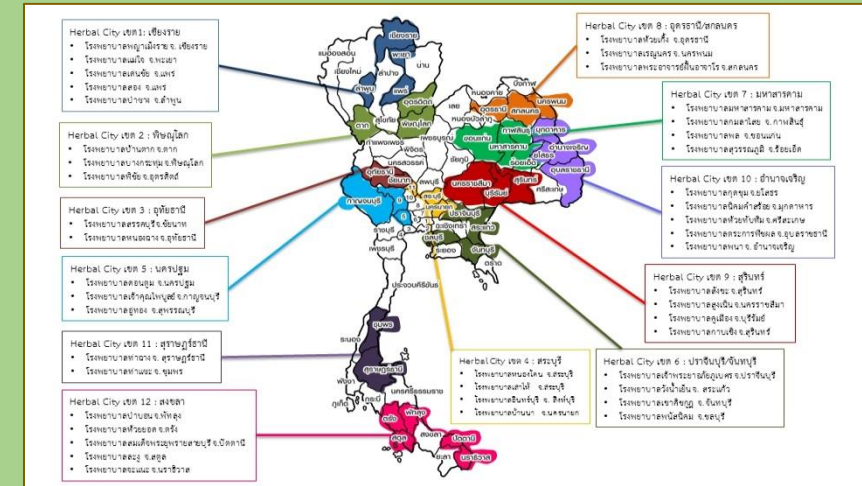 Herbal City เขต 1: เชียงราย
• โรงพยาบาลพญาเม็งราย จ. เชียงราย
• โรงพยาบาลแม่ใจ จ.พะเยา
• โรงพยาบาลเด่นชัย จ.แพร่
• โรงพยาบาลสอง จ.แพร่
• โรงพยาบาลป่าซาง จ.ลำพูน
Herbal City เขต 2 : พิษณุโลก
• โรงพยาบาลบ้านตาก จ.ตาก
• โรงพยาบาลบางกระทุ่ม จ.พิษณุโลก
• โรงพยาบาลพิชัย จ.อุตรดิตถ์
Herbal City เขต 3 : อุทัยธานี
• โรงพยาบาลสรรคบุรี จ.ชัยนาท
• โรงพยาบาลหนองฉาง จ.อุทัยธานี
Herbal City เขต 5 : นครปฐม
• โรงพยาบาลดอนตูม จ.นครปฐม
• โรงพยาบาลเจ้าคุณไพบูลย์ จ.กาญจนบุรี
• โรงพยาบาลอู่ทอง จ.สุพรรณบุรี
Herbal City เขต 11 : สุราษฎร์ธานี
• โรงพยาบาลท่าฉาง จ. สุราษฎร์ธานี
• โรงพยาบาลท่าแซะ จ.ชุมพร
Herbal City เขต 12 : สงขลา
• โรงพยาบาลป่าบอน จ.พัทลุง
• โรงพยาบาลห้วยยอด จ.ตรัง
• โรงพยาบาลสมเด็จพระยุพราชสายบุรี จ.ปัตตานี
• โรงพยาบาลละงู จ.สตูล
• โรงพยาบาลจะแนะ จ.นราธิวาส
เชียงราย
แม่ฮ่องสอน
พะเยา
เชียงใหม่
ลำปาง
น่าน
ลำพูน
แพร่
อุตรดิตถ์
สุโขทัย
ตาก
พิษณุโลก
กำแพงเพชร
พิจิตร
เพชรบูรณ์
นครสวรรค์
อุทัยธานี
ชัยนาท
ลพบุรี
สระบุรี
กาญจนบุรี
นครนายก
ราชบุรี
เพชรบุรี
ประจวบคีรีขันธ์
ปราจีนบุรี
สระแก้ว
ฉะเชิงเทรา
ชลบุรี
ระยอง
จันทบุรี
ตราด
เลย
หนองคาย
บึงกาฬ
หนองบัวลำภู
อุดรธานี
สกลนคร
นครพนม
ชัยภูมิ
ขอนแก่น
กาฬสินธุ์
มุกดาหาร
มหาสารคาม
ร้อยเอ็ด
ยโสธร
อำนาจเจริญ
อุบลราชธานี
นครราชสีมา
บุรีรัมย์
สุรินทร์
ศรีสะเกษ
ชุมพร
ระนอง
สุราษฎร์ธานี
พังงา
ภูเก็ต
กระบี่
นครศรีธรรมราช
ตรัง
พัทลุง
สตูล
สงขลา
ปัตตานี
ยะลา
นราธิวาส
Herbal City เขต 8 : อุดรธานี/สกลนคร
• โรงพยาบาลห้วยเกิ้ง จ.อุดรธานี
• โรงพยาบาลเรณูนคร จ.นครพนม
• โรงพยาบาลพระอาจารย์ฝั้นอาจาโร จ.สกลนคร
Herbal City เขต 7 : มหาสารคาม
• โรงพยาบาลมหาสารคาม จ.มหาสารคาม
• โรงพยาบาลกมลาไสย จ. กาฬสินธุ์
• โรงพยาบาลพล จ.ขอนแก่น
• โรงพยาบาลสุวรรณภูมิ จ.ร้อยเอ็ด
Herbal City เขต 10 : อำนาจเจริญ
• โรงพยาบาลกุดชุม จ.ยโสธร
• โรงพยาบาลนิคมคำสร้อย จ.มุกดาหาร
• โรงพยาบาลห้วยทับทัน จ.ศรีสะเกษ
• โรงพยาบาลตระการพืชผล จ.อุบลราชธานี
• โรงพยาบาลพนา จ. อำนาจเจริญ
Herbal City เขต 9 : สุรินทร์
• โรงพยาบาลสังขะ จ.สุรินทร์
• โรงพยาบาลสูงเนิน จ.นครราชสีมา
• โรงพยาบาลคูเมือง จ.บุรีรัมย์
• โรงพยาบาลกาบเชิง จ.สุรินทร์
Herbal City เขต 4 : สระบุรี
• โรงพยาบาลหนองโดน จ.สระบุรี
• โรงพยาบาลเสาไห้ จ.สระบุรี
• โรงพยาบาลอินทร์บุรี จ. สิงห์บุรี
• โรงพยาบาลบ้านนา จ.นครนายก
Herbal City เขต 6 : ปราจีนบุรี/จันทบุรี
• โรงพยาบาลเจ้าพระยาอภัยภูเบศร จ.ปราจีนบุรี
• โรงพยาบาลวังน้ำเย็น จ. สระแก้ว
• โรงพยาบาลเขาคิชฌกูฏ จ. จันทบุรี
• โรงพยาบาลพนัสนิคม จ.ชลบุรี